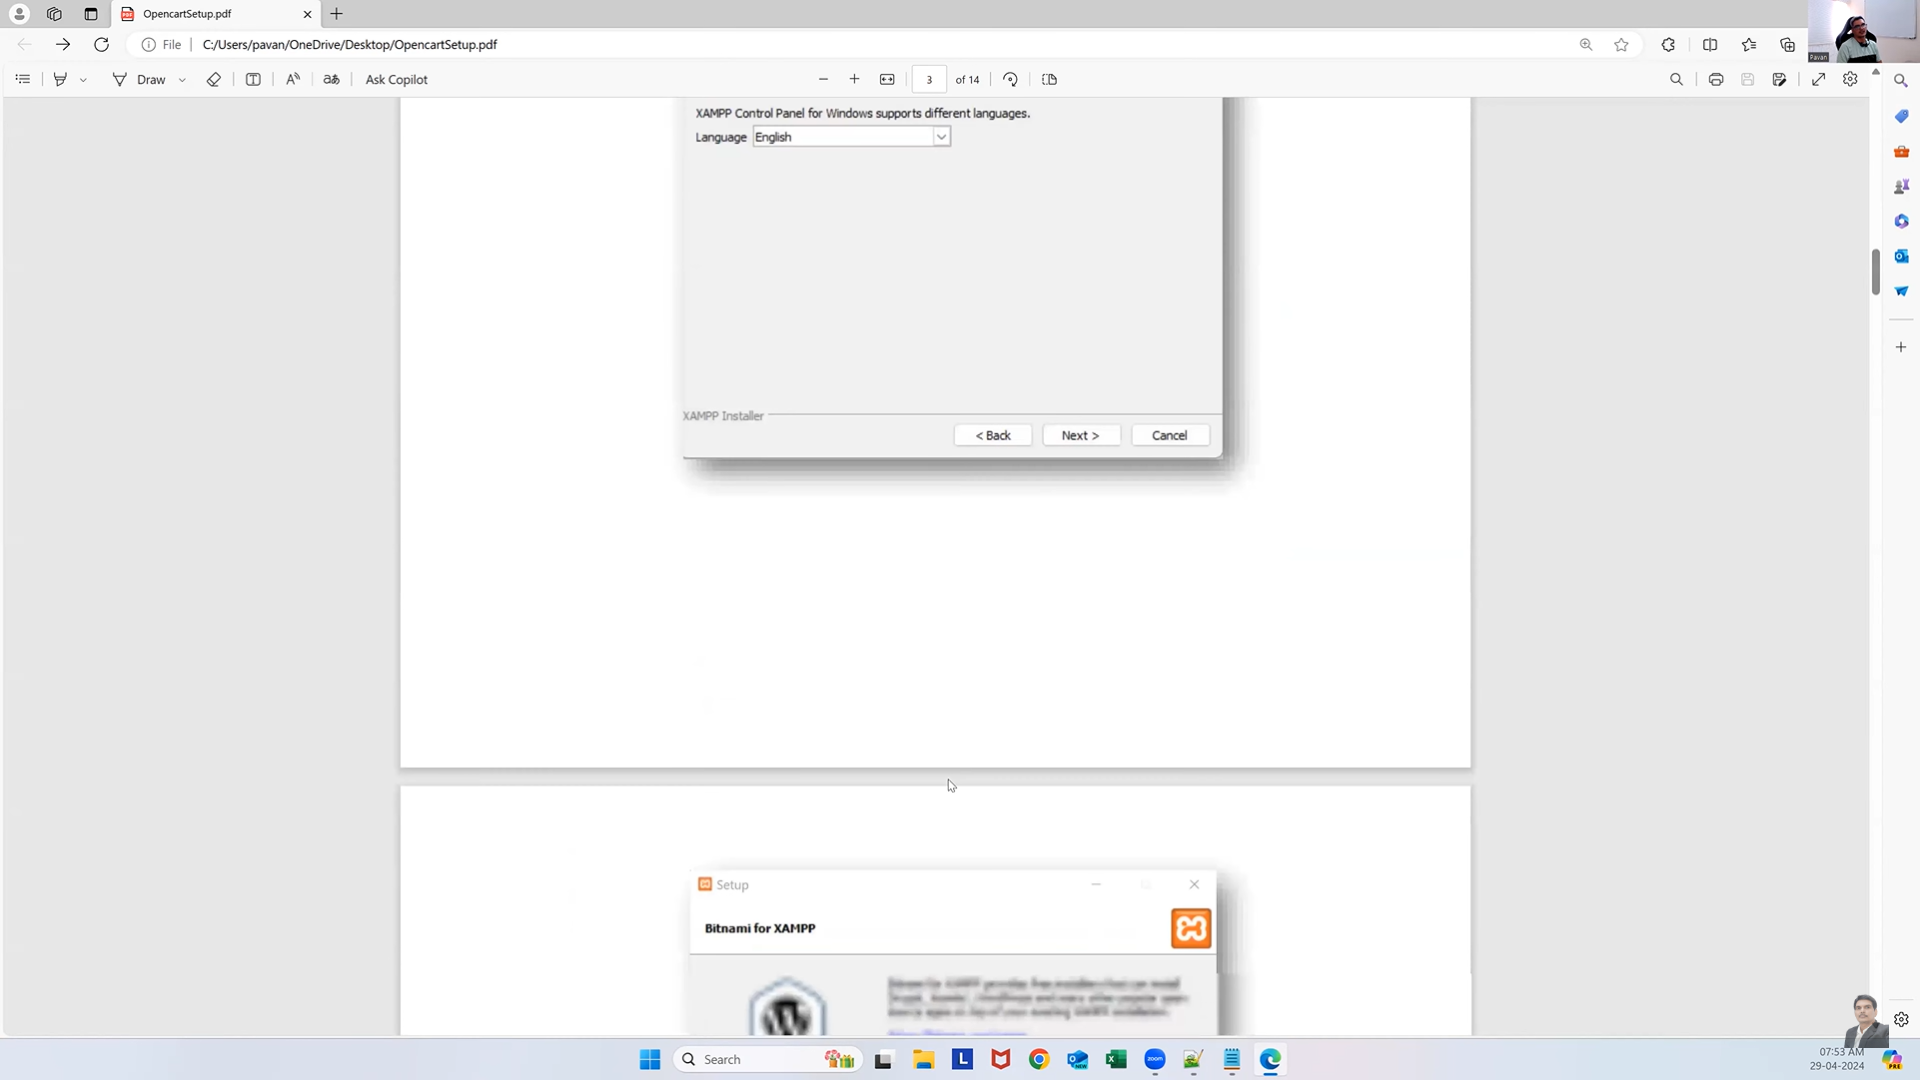 OpencartSetup.pdf
File
C:/Users/pavan/OneDrive/Desktop/OpencartSetup.pdf
Pavan
Draw
Ask Copilot
3 of 14
XAMPP Control Panel for Windows supports different languages.
Language English
XAMPP Installer
< Back Next > Cancel
Setup
Bitnami for XAMPP
Search
07:53 AM
29-04-2024